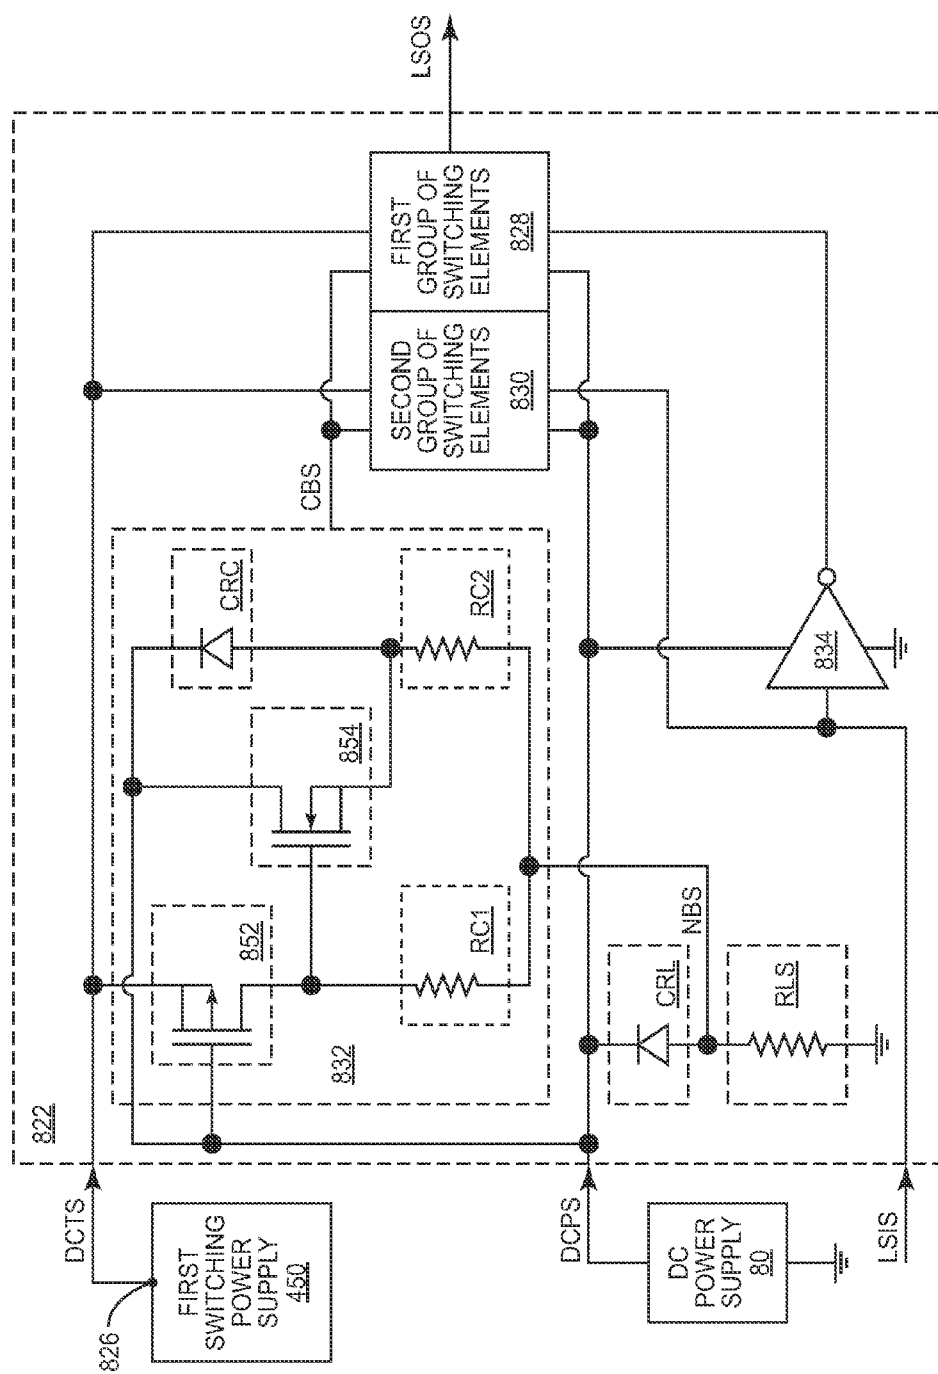 822
826
FIRST
SWITCHING
POWER
SUPPLY
450
DCTS
852
832
854
CRC
RC1
RC2
CBS
SECOND
GROUP OF
SWITCHING
ELEMENTS
830
FIRST
GROUP OF
SWITCHING
ELEMENTS
828
LSOS
DCPS
DC
POWER
SUPPLY
80
CRL
NBS
RLS
834
LSIS